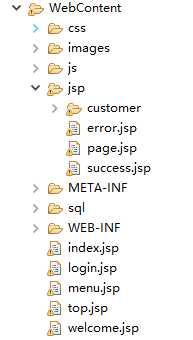 WebContent
css
images
js
jsp
customer
error.jsp
page.jsp
success.jsp
META-INF
sql
WEB-INF
index.jsp
login.jsp
menu.jsp
top.jsp
welcome.jsp